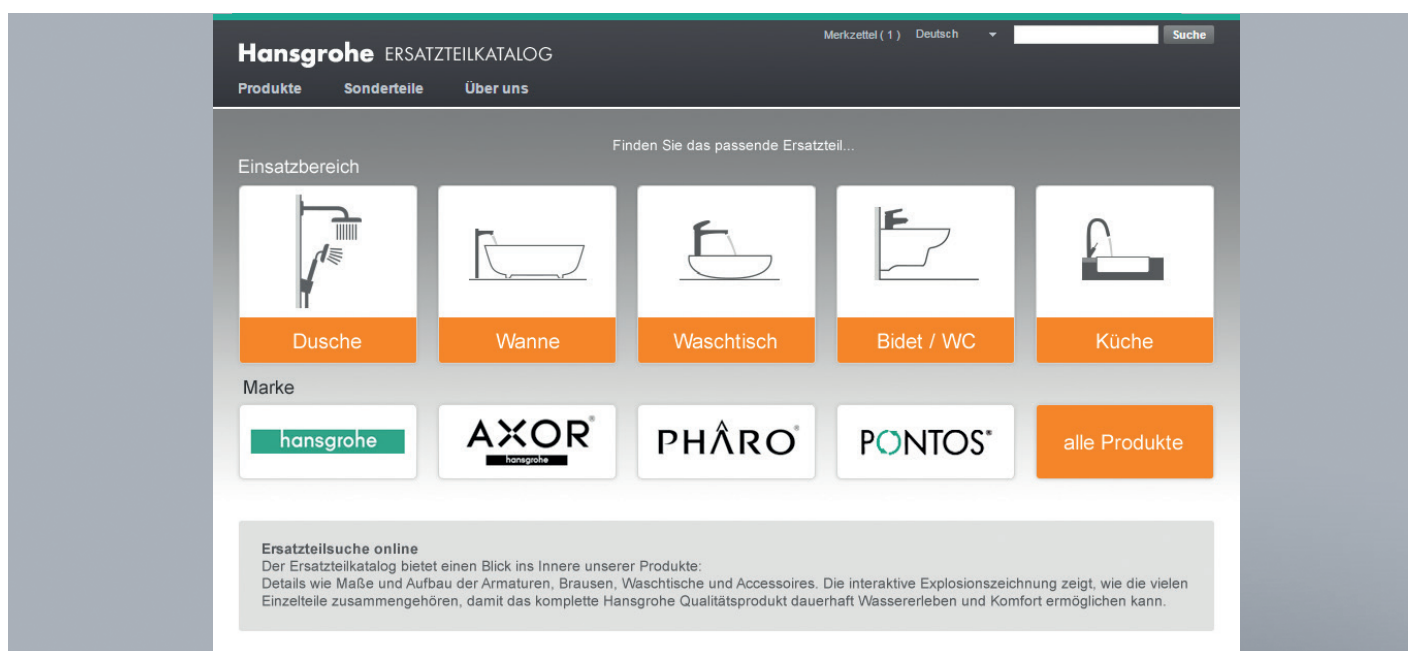 Merkzettel ( 1 ) Deutsch Suche
Hansgrohe ERSATZTEILKATALOG
Produkte Sonderteile Über uns
Finden Sie das passende Ersatzteil...
Einsatzbereich
Dusche Wanne Waschtisch Bidet / WC Küche
Marke
hansgrohe AXOR® hansgrohe PHÂRO® PONTOS® alle Produkte
Ersatzteilsuche online
Der Ersatzteilkatalog bietet einen Blick ins Innere unserer Produkte:
Details wie Maße und Aufbau der Armaturen, Brausen, Waschtische und Accessoires. Die interaktive Explosionszeichnung zeigt, wie die vielen
Einzelteile zusammengehören, damit das komplette Hansgrohe Qualitätsprodukt dauerhaft Wassererleben und Komfort ermöglichen kann.